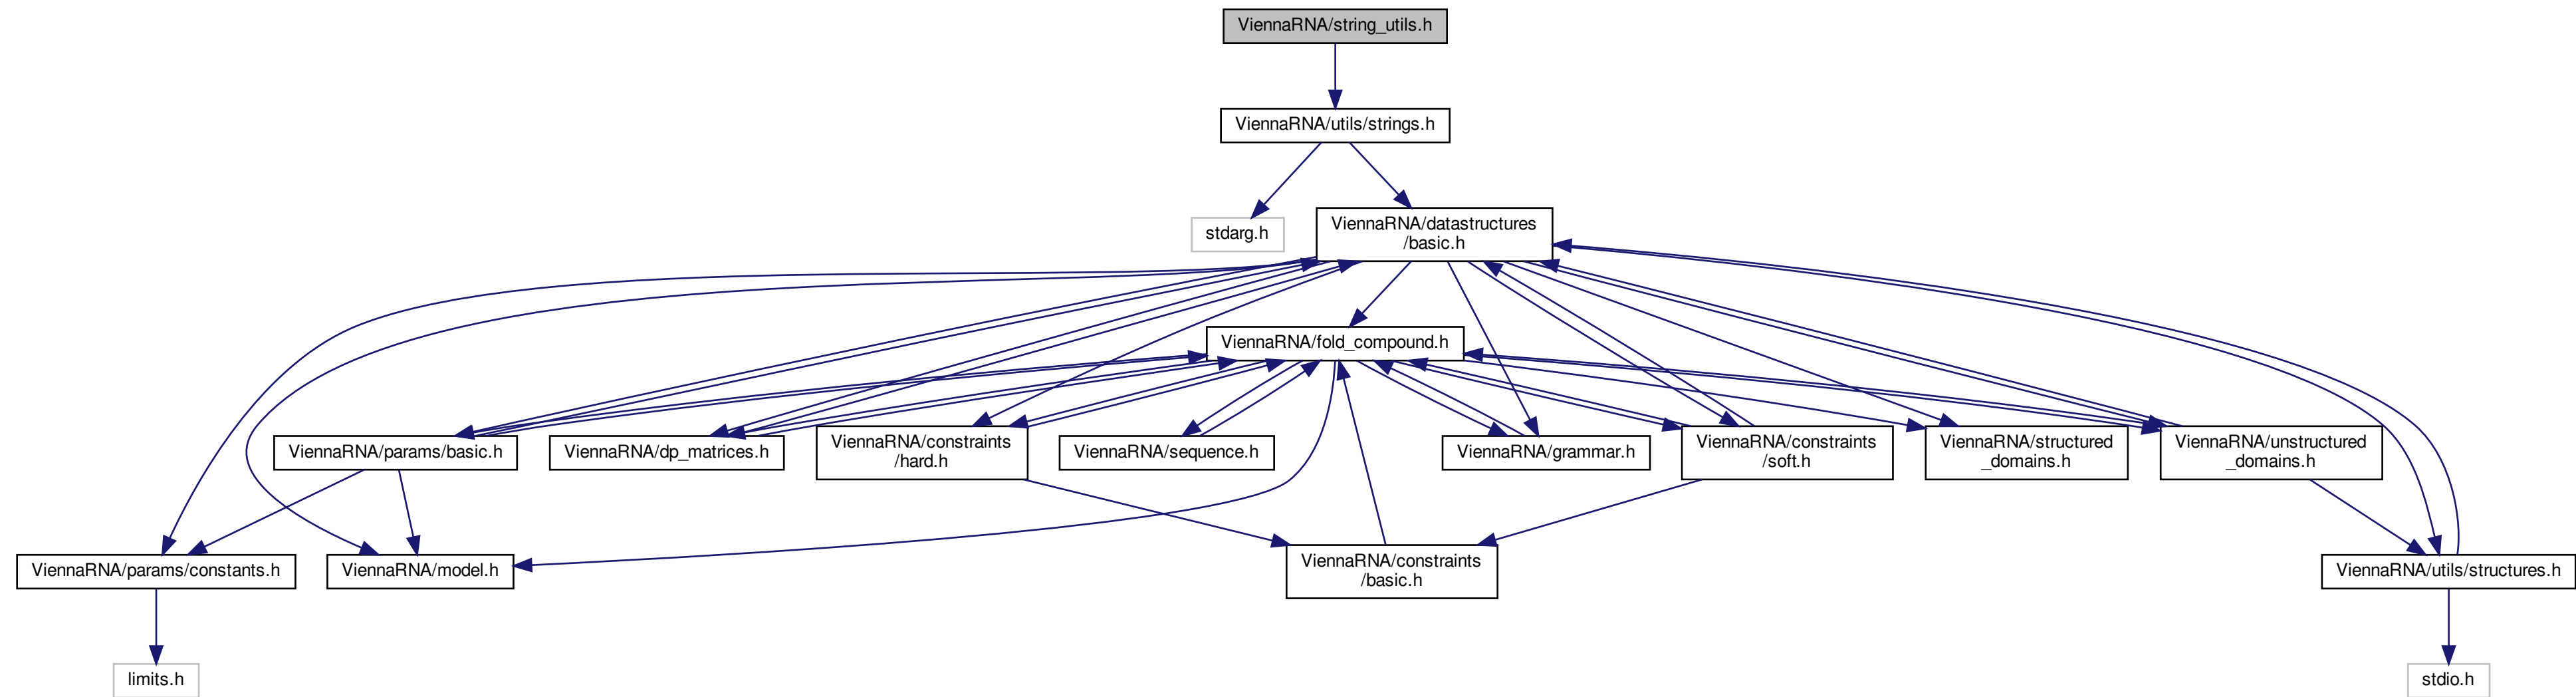 ViennaRNA/string_utils.h
ViennaRNA/utils/strings.h
stdarg.h
ViennaRNA/datastructures
/basic.h
ViennaRNA/fold_compound.h
ViennaRNA/params/basic.h
ViennaRNA/dp_matrices.h
ViennaRNA/constraints
/hard.h
ViennaRNA/sequence.h
ViennaRNA/grammar.h
ViennaRNA/constraints
/soft.h
ViennaRNA/structured
_domains.h
ViennaRNA/unstructured
_domains.h
ViennaRNA/params/constants.h
ViennaRNA/model.h
ViennaRNA/constraints
/basic.h
ViennaRNA/utils/structures.h
limits.h
stdio.h